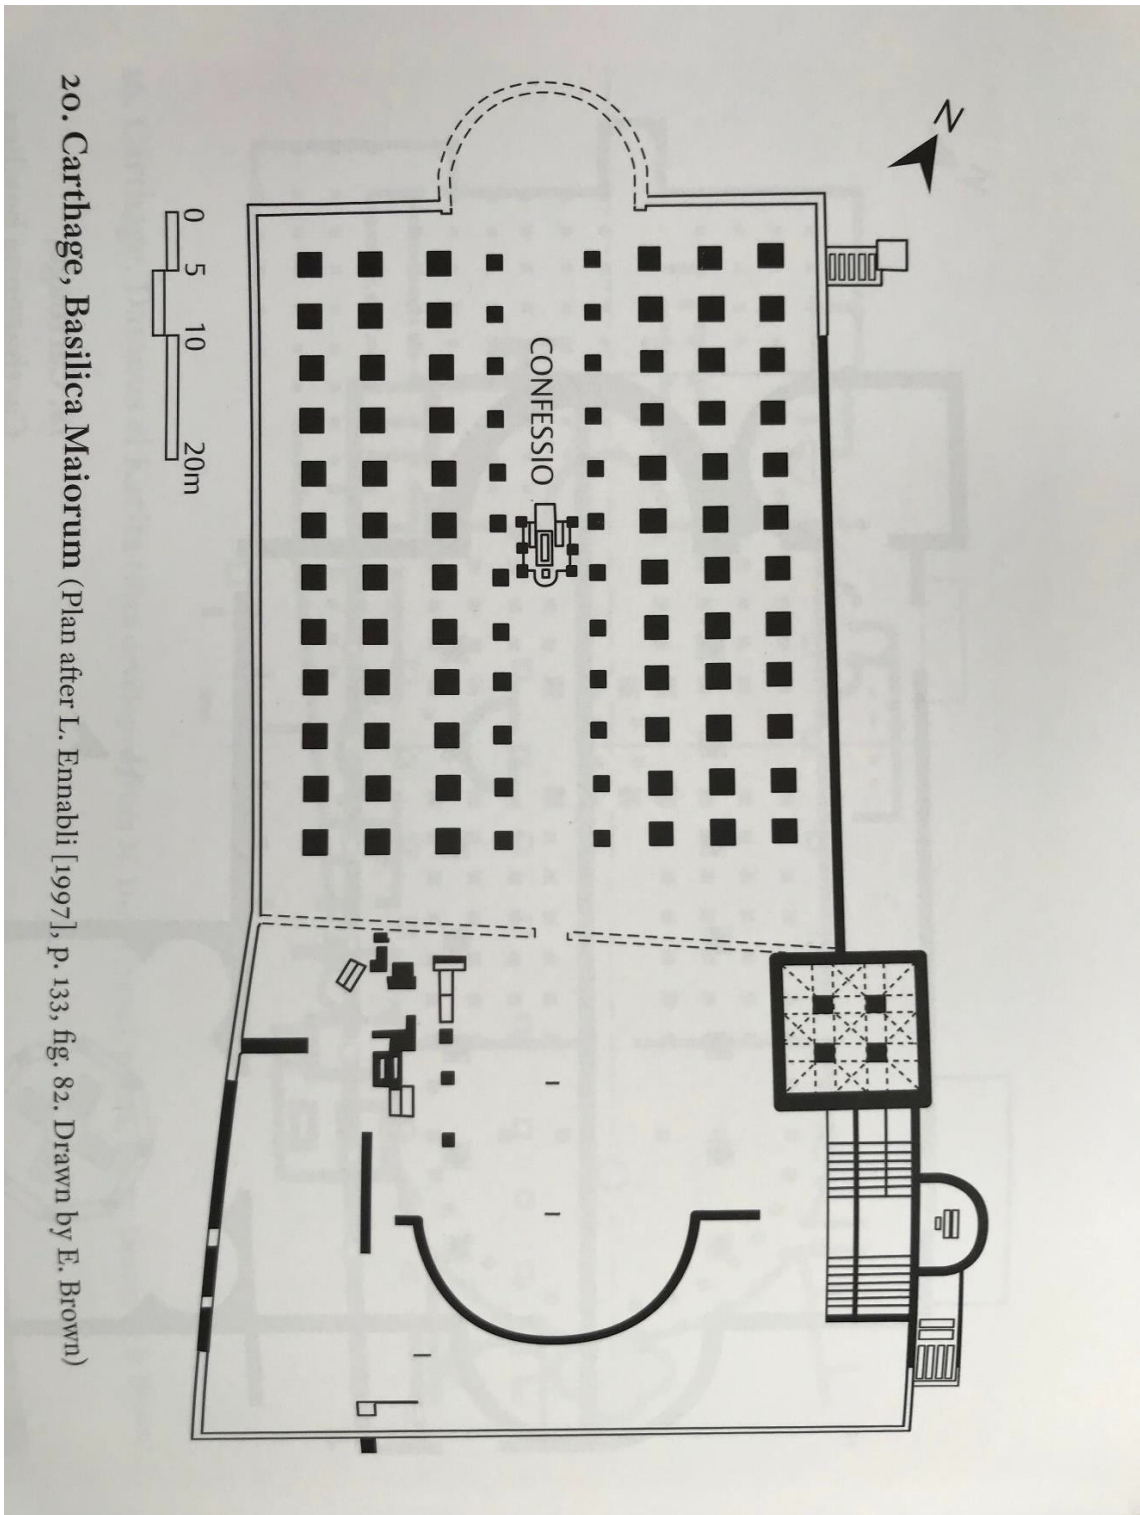 N
CONFESSIO
0 5 10 20m
20. Carthage, Basilica Maiorum (Plan after L. Ennabli [1997], p. 133, fig. 82. Drawn by E. Brown)